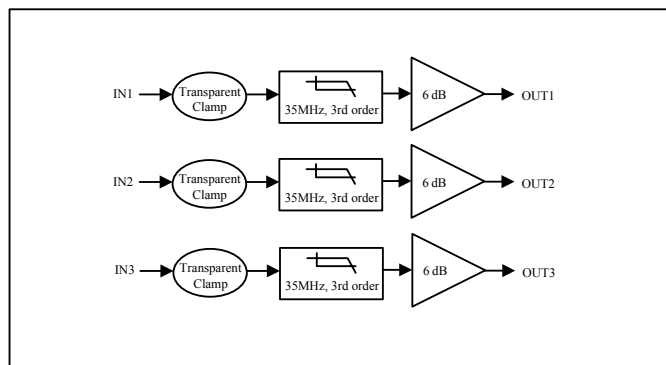 IN1
Transparent
Clamp
35MHz, 3rd order
6 dB
OUT1
IN2
Transparent
Clamp
35MHz, 3rd order
6 dB
OUT2
IN3
Transparent
Clamp
35MHz, 3rd order
6 dB
OUT3